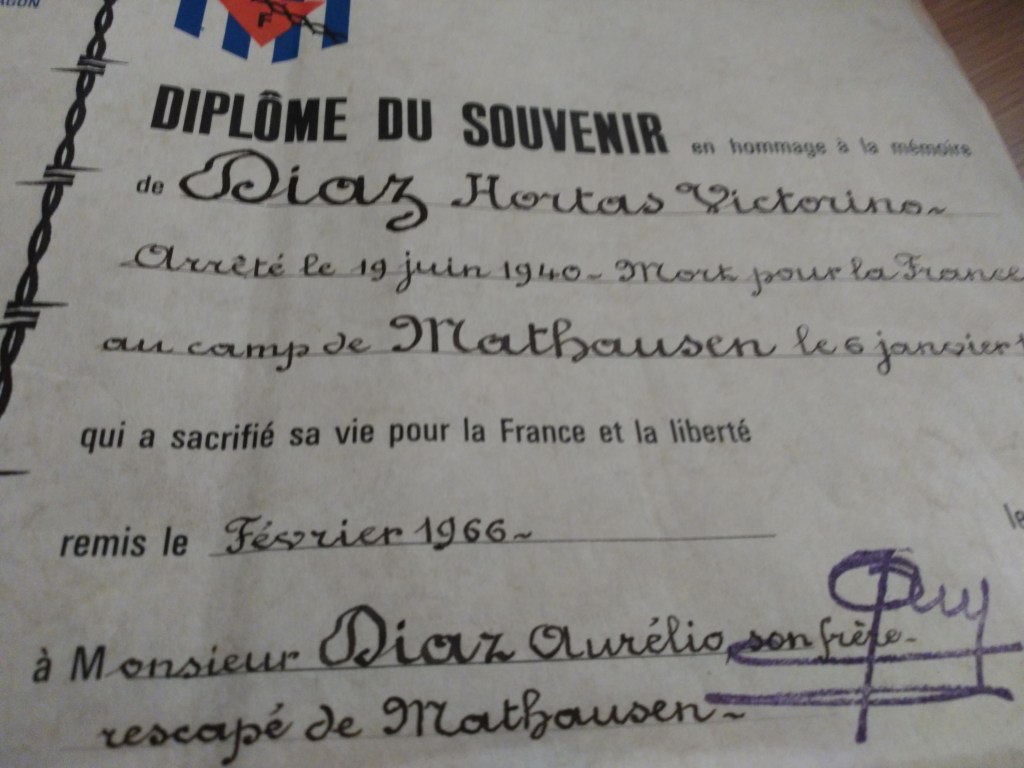 F
DIPLÔME DU SOUVENIR en hommage à la mémoire
de Diaz Hortas Victorino~
Arrêté le 19 juin 1940~ Mort pour la France
au camp de Mathausen le 6 janvier
qui a sacrifié sa vie pour la France et la liberté
remis le Février 1966~
le
à Monsieur Diaz Aurélio, son frère-
rescapé de Mathausen~